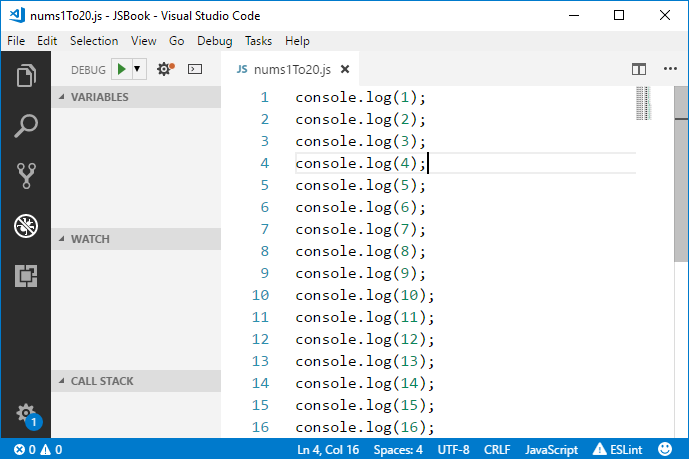 nums1To20.js - JSBook - Visual Studio Code
File Edit Selection View Go Debug Tasks Help
DEBUG
JS nums1To20.js
VARIABLES
WATCH
CALL STACK
1 console.log(1);
2 console.log(2);
3 console.log(3);
4 console.log(4);
5 console.log(5);
6 console.log(6);
7 console.log(7);
8 console.log(8);
9 console.log(9);
10 console.log(10);
11 console.log(11);
12 console.log(12);
13 console.log(13);
14 console.log(14);
15 console.log(15);
16 console.log(16);
1
0 0 Ln 4, Col 16 Spaces: 4 UTF-8 CRLF JavaScript ESLint